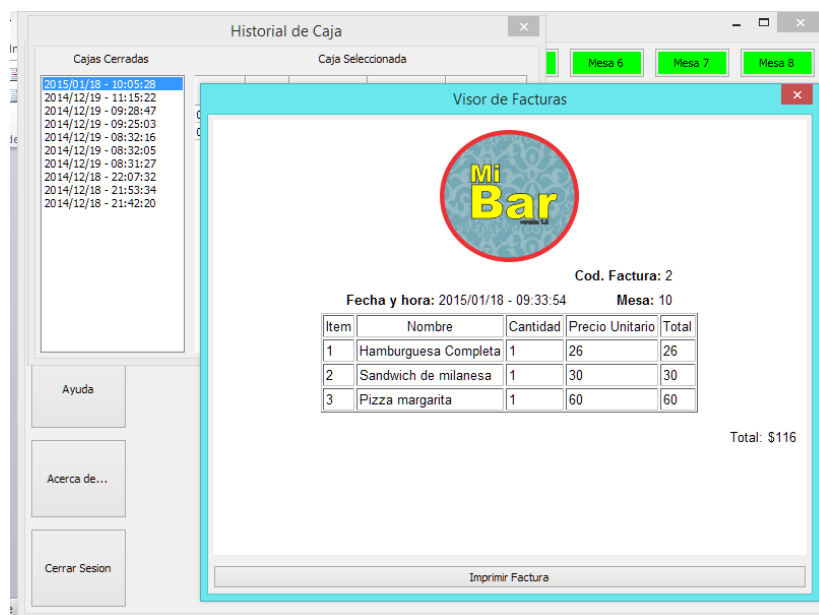 Historial de Caja
Cajas Cerradas
Caja Seleccionada
Mesa 6
Mesa 7
Mesa 8
2015/01/18 - 10:05:28
2014/12/19 - 11:15:22
2014/12/19 - 09:28:47
2014/12/19 - 09:25:03
2014/12/19 - 08:32:16
2014/12/19 - 08:32:05
2014/12/19 - 08:31:27
2014/12/18 - 22:07:32
2014/12/18 - 21:53:34
2014/12/18 - 21:42:20
Visor de Facturas
Mi
Bar
Cod. Factura: 2
Fecha y hora: 2015/01/18 - 09:33:54 Mesa: 10
Item Nombre Cantidad Precio Unitario Total
1 Hamburguesa Completa 1 26 26
2 Sandwich de milanesa 1 30 30
3 Pizza margarita 1 60 60
Total: $116
Imprimir Factura
Ayuda
Acerca de...
Cerrar Sesion